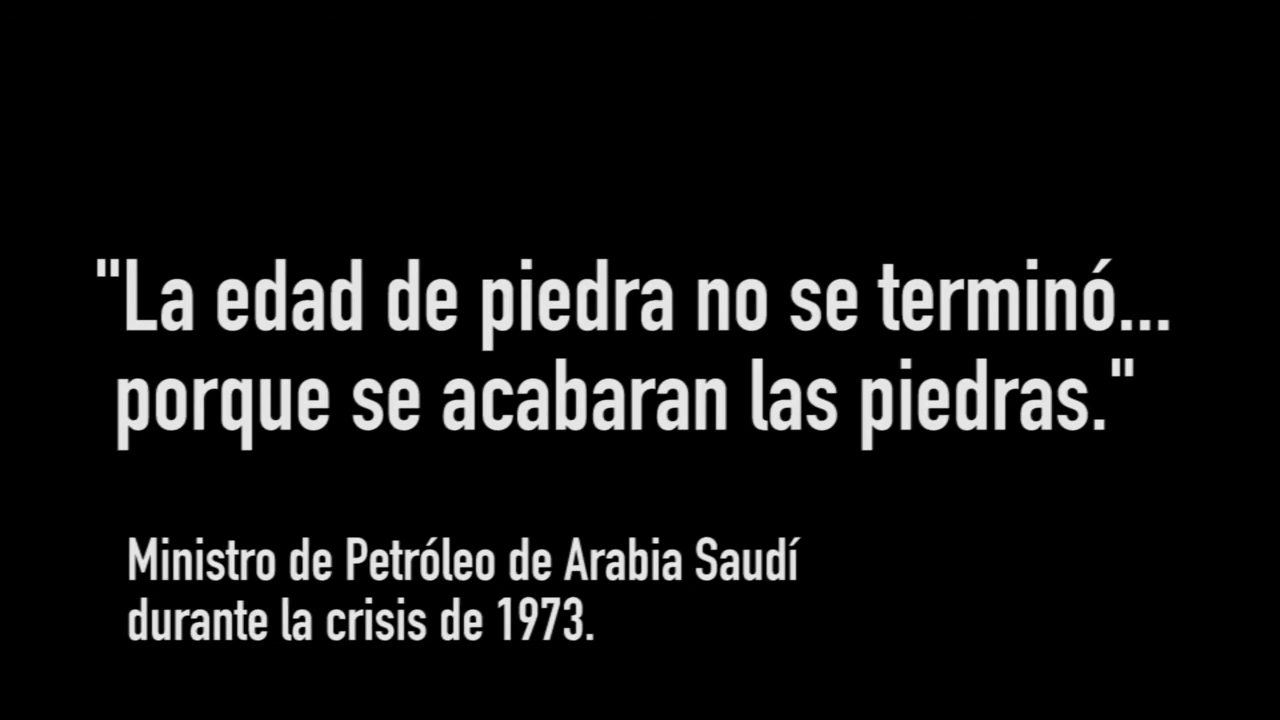 "La edad de piedra no se terminó...
porque se acabaran las piedras."
Ministro de Petróleo de Arabia Saudí
durante la crisis de 1973.